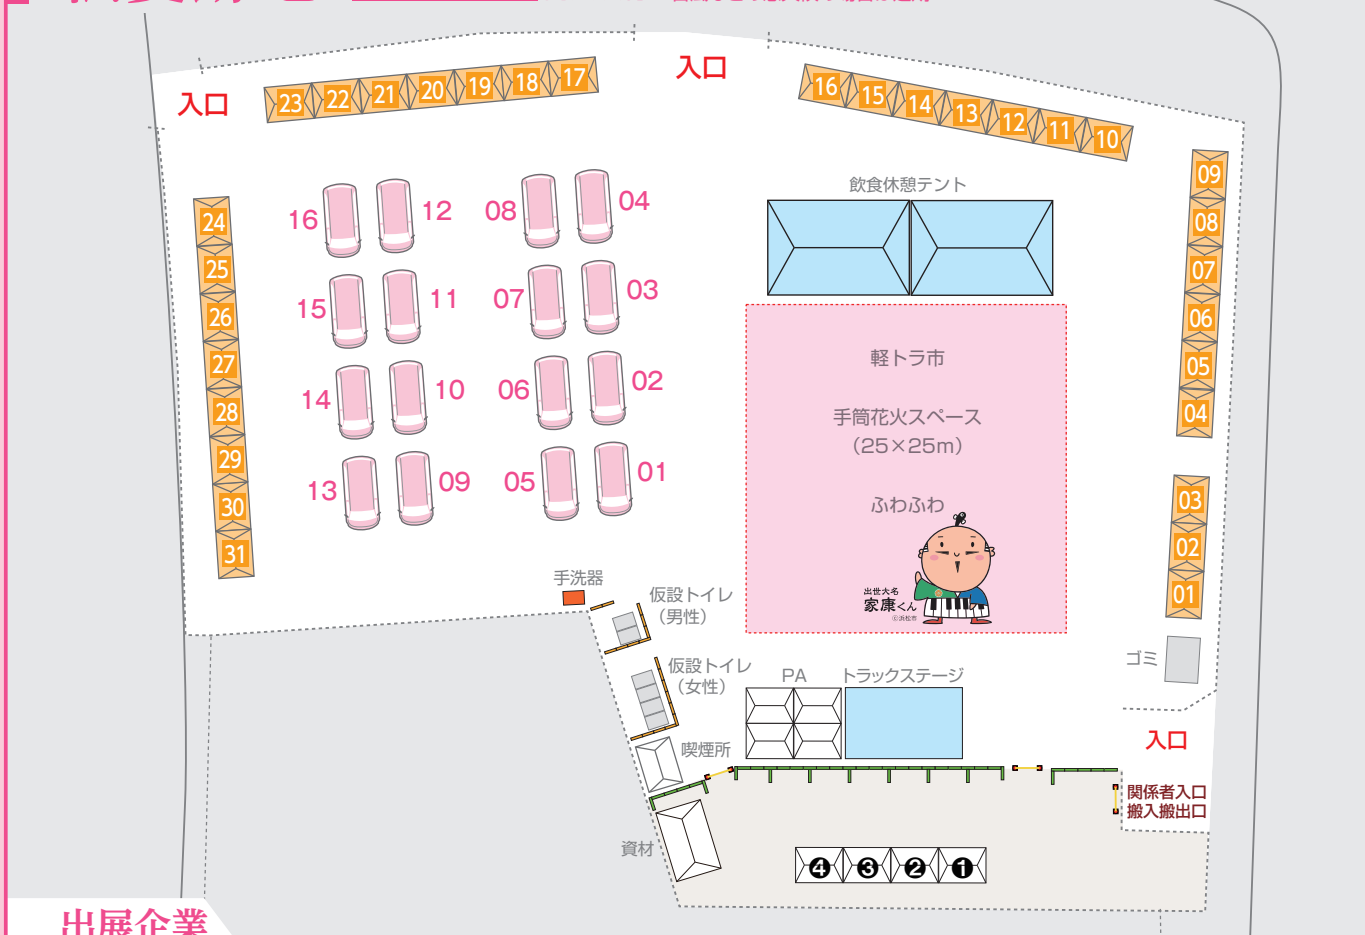 入口
入口
23 22 21 20 19 18 17
16 15 14 13 12 11 10
09
08
07
06
05
04
03
02
01
24
25
26
27
28
29
30
31
16 12 08 04
15 11 07 03
14 10 06 02
13 09 05 01
飲食休憩テント
軽トラ市
手筒花火スペース
（25×25m）
ふわふわ
出世大名
家康くん
©浜松市
手洗器
仮設トイレ
（男性）
仮設トイレ
（女性）
喫煙所
資材
PA
トラックステージ
ゴミ
入口
関係者入口
搬入搬出口
❹ ❸ ❷ ❶
出展企業